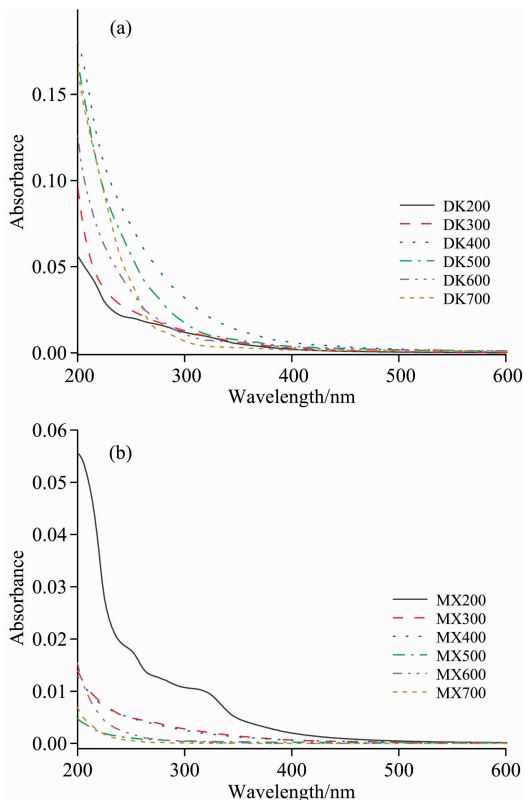 (a)
0.15
0.10
0.05
0.00
Absorbance
DK200
DK300
DK400
DK500
DK600
DK700
200 300 400 500 600
Wavelength/nm
(b)
0.06
0.05
0.04
0.03
0.02
0.01
0.00
Absorbance
MX200
MX300
MX400
MX500
MX600
MX700
200 300 400 500 600
Wavelength/nm